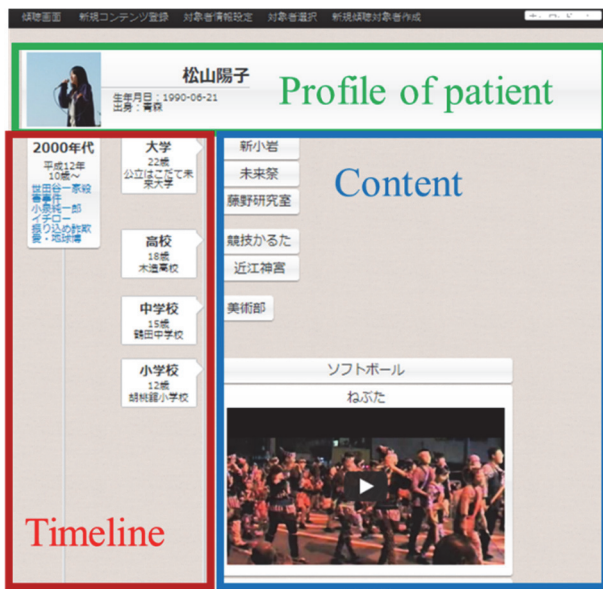 傾聴画面 新規コンテンツ登録 対象者情報設定 対象者選択 新規傾聴対象者作成
松山陽子
生年月日：1990-06-21
出身：青森
Profile of patient
2000年代
平成12年
10歳～
世田谷一家殺
害事件
小泉純一郎
イチロー
振り込め詐欺
愛・地球博
大学
22歳
公立はこだて未
来大学
高校
18歳
木造高校
中学校
15歳
鶴田中学校
小学校
12歳
胡桃舘小学校
Timeline
Content
新小岩
未来祭
藤野研究室
競技かるた
近江神宮
美術部
ソフトボール
ねぶた